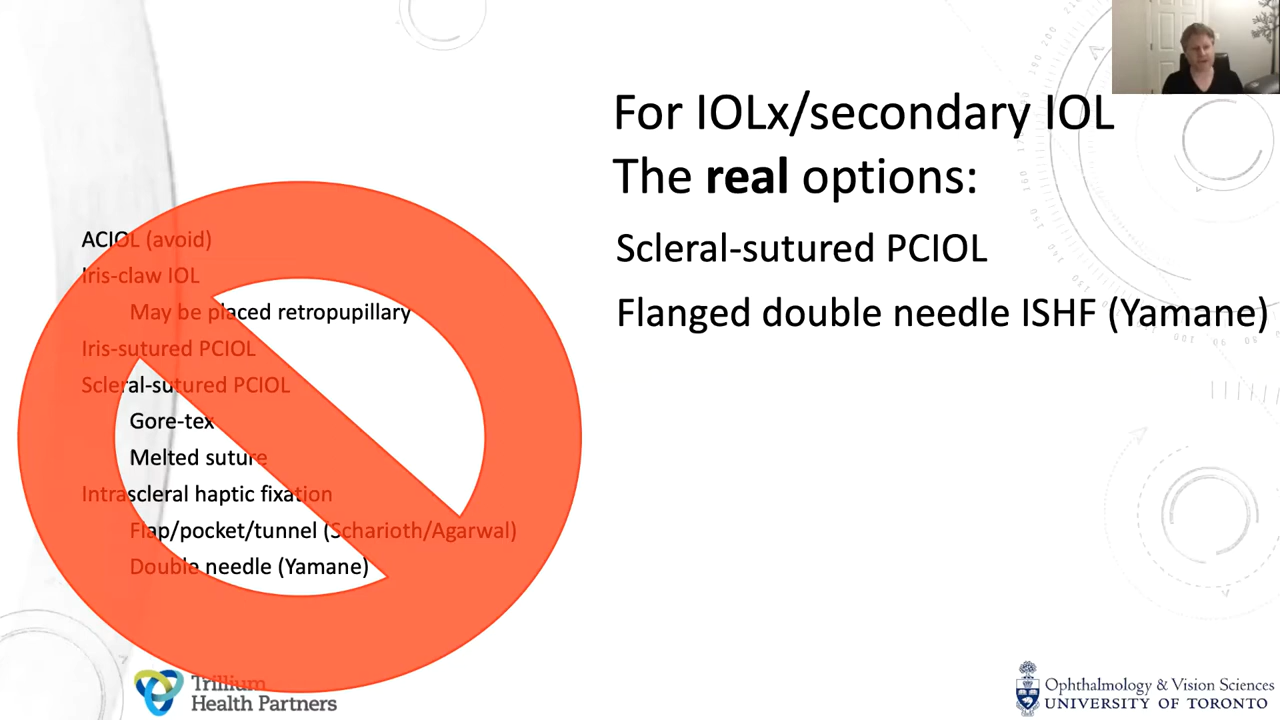 For IOLx/secondary IOL
The real options:
Scleral-sutured PCIOL
Flanged double needle ISHF (Yamane)
ACIOL (avoid)
Iris-claw IOL
May be placed retropupillary
Iris-sutured PCIOL
Scleral-sutured PCIOL
Gore-tex
Melted suture
Intrascleral haptic fixation
Flap/pocket/tunnel (Scharioth/Agarwal)
Double needle (Yamane)
Trillium
Health Partners
Ophthalmology & Vision Sciences
UNIVERSITY OF TORONTO